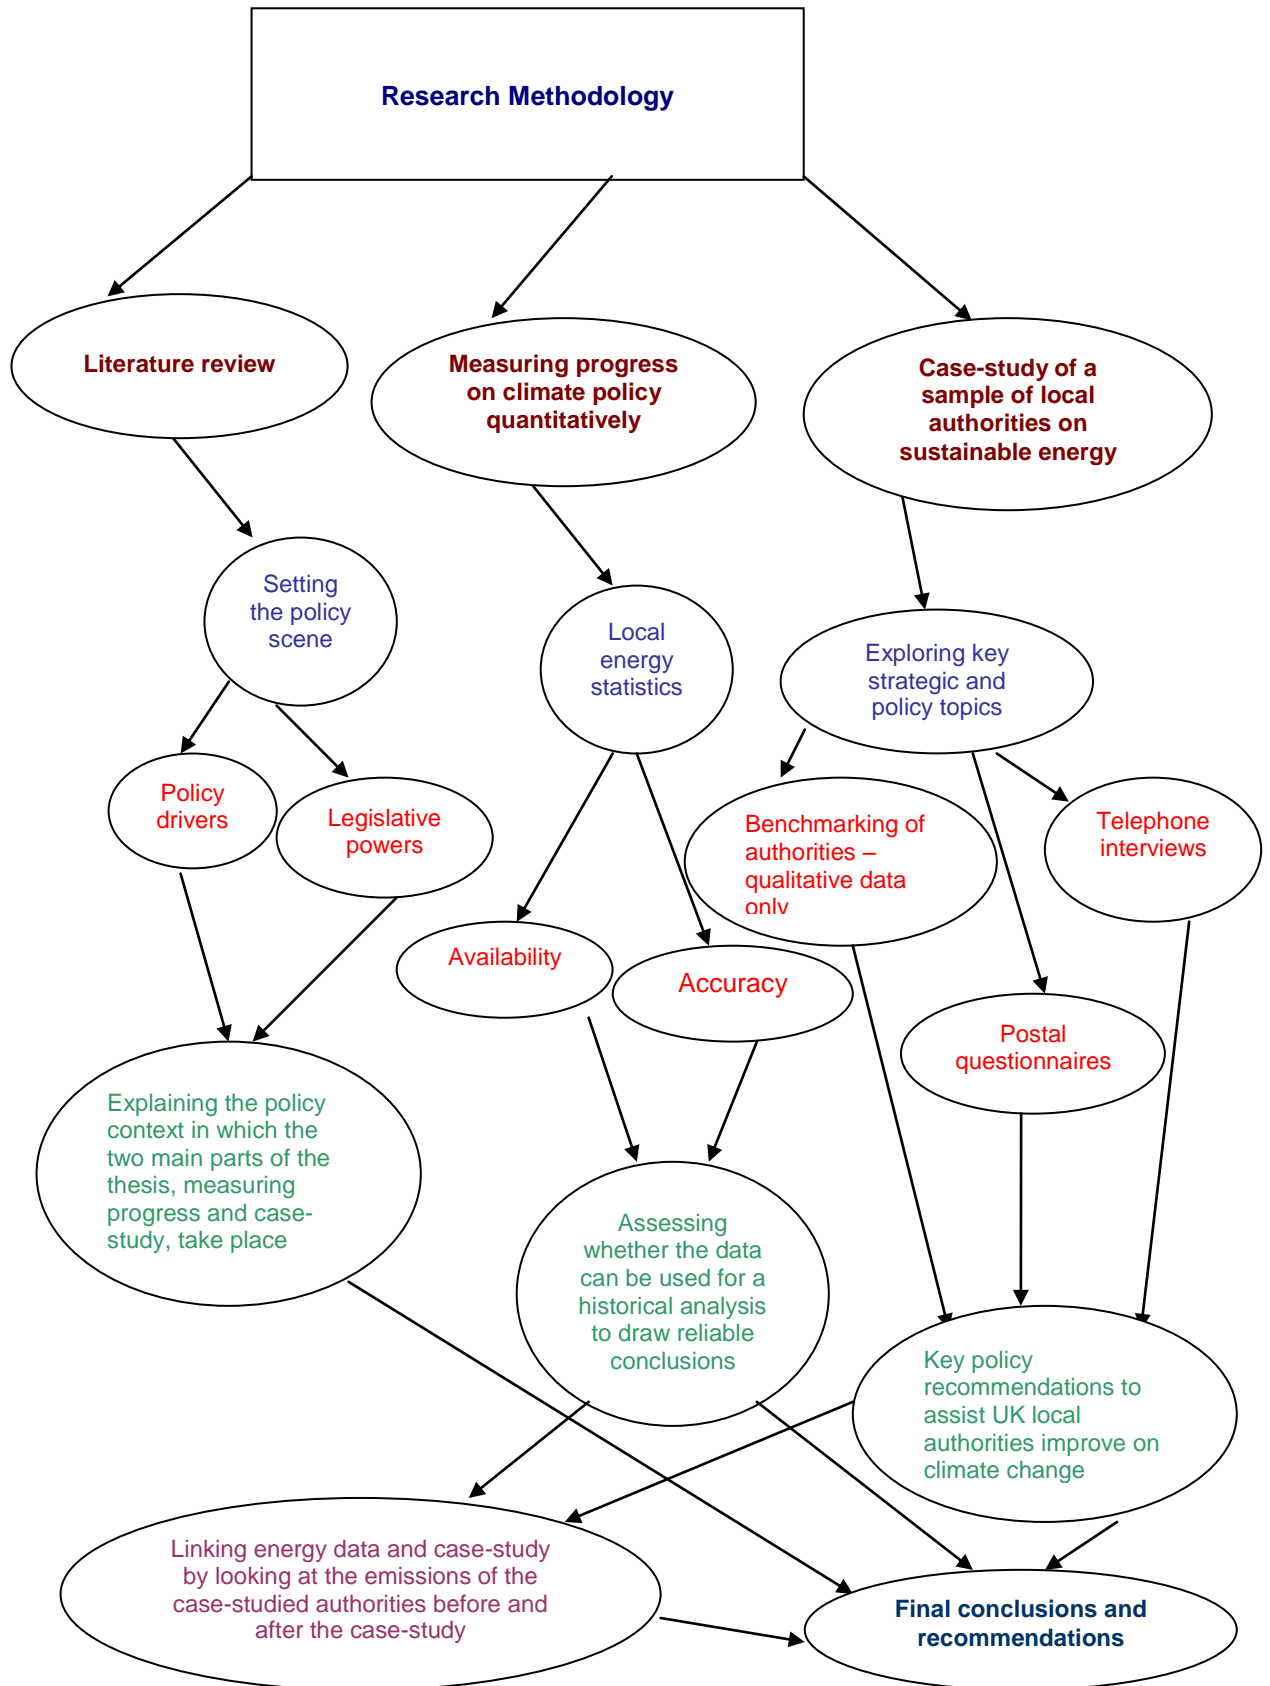 Research Methodology
Literature review
Measuring progress
on climate policy
quantitatively
Case-study of a
sample of local
authorities on
sustainable energy
Setting
the policy
scene
Local
energy
statistics
Exploring key
strategic and
policy topics
Policy
drivers
Legislative
powers
Benchmarking of
authorities –
qualitative data
only
Telephone
interviews
Availability
Accuracy
Postal
questionnaires
Explaining the policy
context in which the
two main parts of the
thesis, measuring
progress and case-
study, take place
Assessing
whether the data
can be used for a
historical analysis
to draw reliable
conclusions
Key policy
recommendations to
assist UK local
authorities improve on
climate change
Linking energy data and case-study
by looking at the emissions of the
case-studied authorities before and
after the case-study
Final conclusions and
recommendations